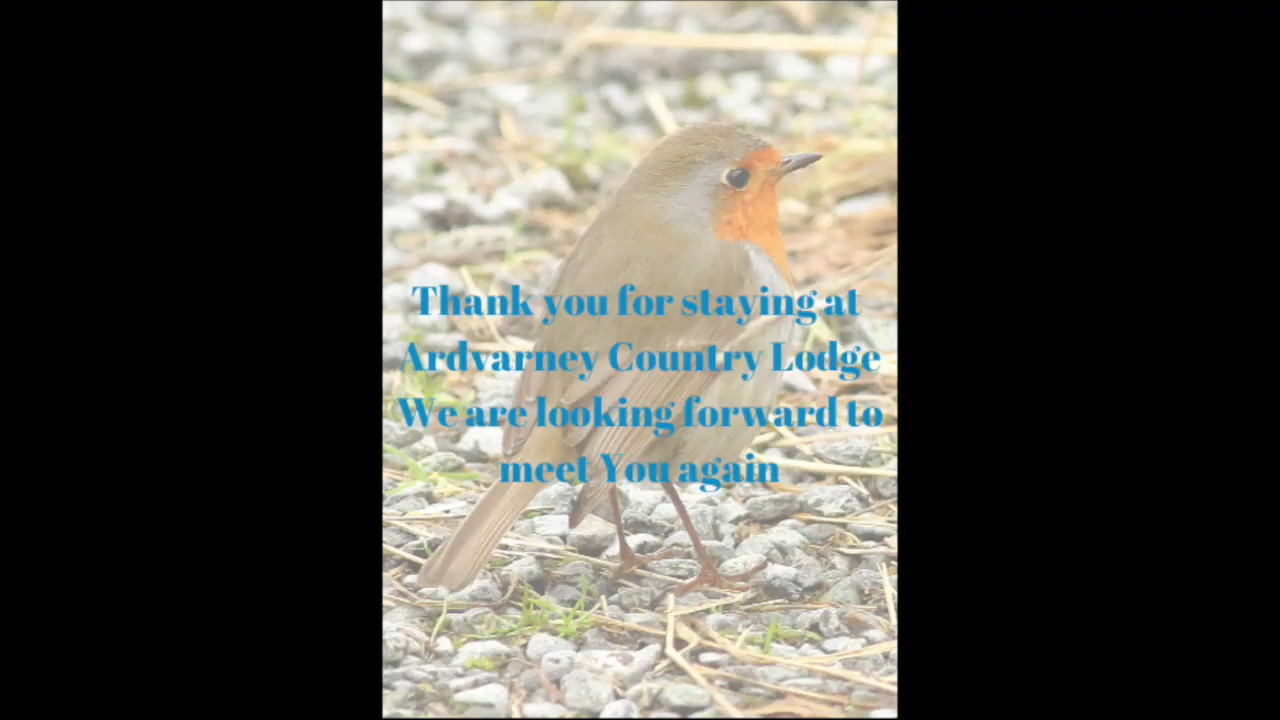 Thank you for staying at
Ardvarney Country Lodge
We are looking forward to
meet You again